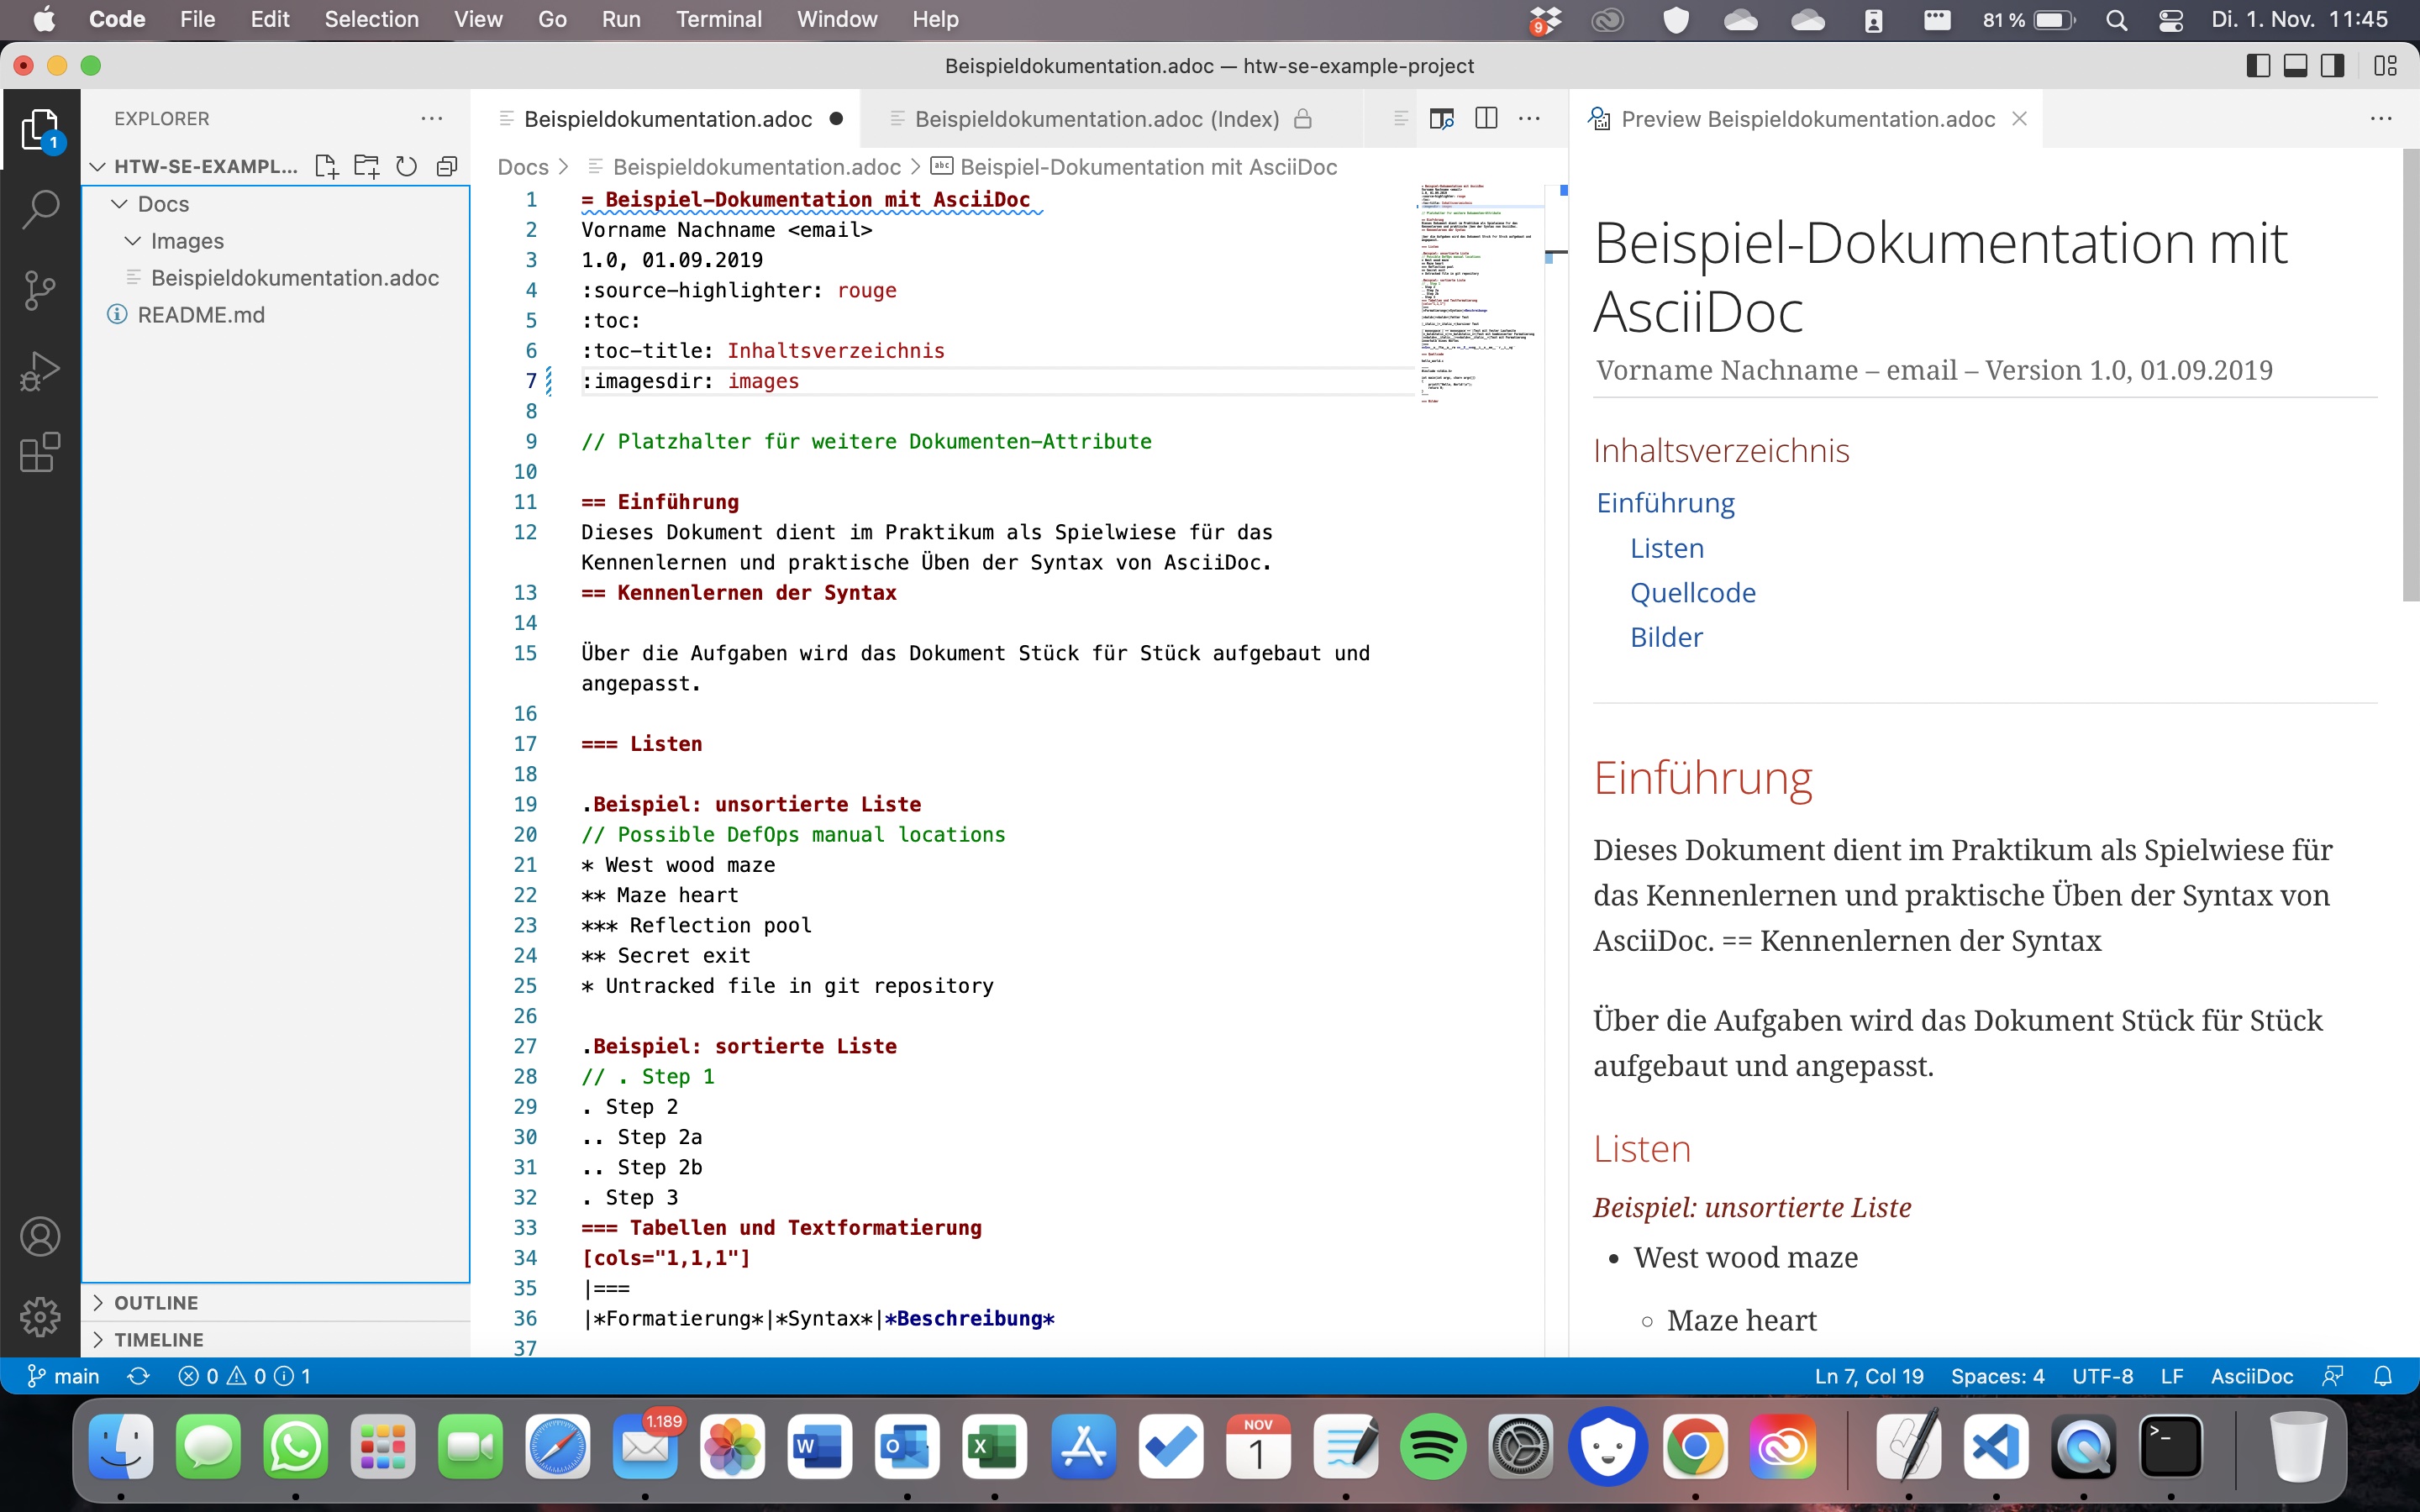 Code File Edit Selection View Go Run Terminal Window Help 9 81 % Di. 1. Nov. 11:45
Beispieldokumentation.adoc — htw-se-example-project
1
EXPLORER
HTW-SE-EXAMPL...
Docs
Images
Beispieldokumentation.adoc
README.md
OUTLINE
TIMELINE
Beispieldokumentation.adoc
Beispieldokumentation.adoc (Index)
Docs > Beispieldokumentation.adoc > abc Beispiel-Dokumentation mit AsciiDoc
1 = Beispiel-Dokumentation mit AsciiDoc
2 Vorname Nachname <email>
3 1.0, 01.09.2019
4 :source-highlighter: rouge
5 :toc:
6 :toc-title: Inhaltsverzeichnis
7 :imagesdir: images
8
9 // Platzhalter für weitere Dokumenten-Attribute
10
11 == Einführung
12 Dieses Dokument dient im Praktikum als Spielwiese für das
Kennenlernen und praktische Üben der Syntax von AsciiDoc.
13 == Kennenlernen der Syntax
14
15 Über die Aufgaben wird das Dokument Stück für Stück aufgebaut und
angepasst.
16
17 === Listen
18
19 .Beispiel: unsortierte Liste
20 // Possible DefOps manual locations
21 * West wood maze
22 ** Maze heart
23 *** Reflection pool
24 ** Secret exit
25 * Untracked file in git repository
26
27 .Beispiel: sortierte Liste
28 // . Step 1
29 . Step 2
30 .. Step 2a
31 .. Step 2b
32 . Step 3
33 === Tabellen und Textformatierung
34 [cols="1,1,1"]
35 |===
36 |*Formatierung*|*Syntax*|*Beschreibung*
37
Preview Beispieldokumentation.adoc
Beispiel-Dokumentation mit
AsciiDoc
Vorname Nachname – email – Version 1.0, 01.09.2019
Inhaltsverzeichnis
Einführung
Listen
Quellcode
Bilder
Einführung
Dieses Dokument dient im Praktikum als Spielwiese für
das Kennenlernen und praktische Üben der Syntax von
AsciiDoc. == Kennenlernen der Syntax
Über die Aufgaben wird das Dokument Stück für Stück
aufgebaut und angepasst.
Listen
Beispiel: unsortierte Liste
• West wood maze
◦ Maze heart
main 0 0 1 Ln 7, Col 19 Spaces: 4 UTF-8 LF AsciiDoc
1.189
W
O
X
NOV
1
>_